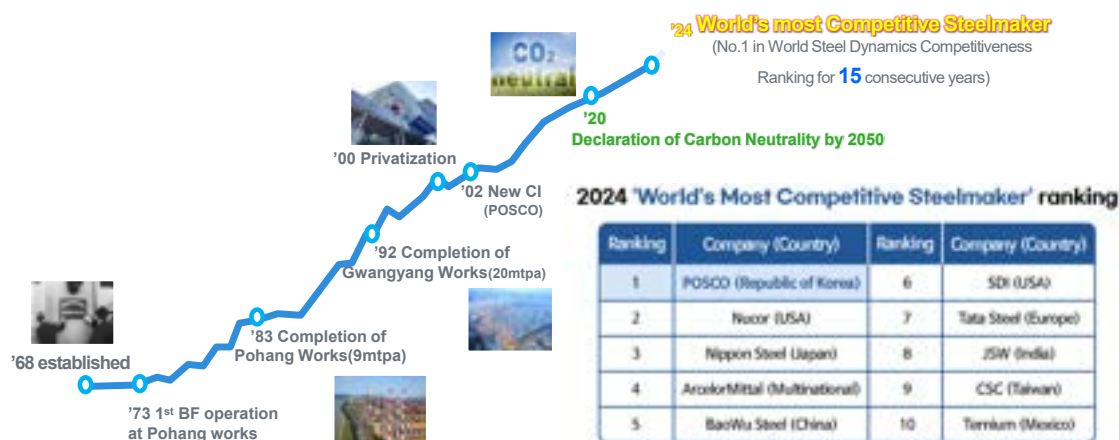 '24 World's most Competitive Steelmaker
(No.1 in World Steel Dynamics Competitiveness
Ranking for 15 consecutive years)
CO₂
neutral
'20
Declaration of Carbon Neutrality by 2050
'00 Privatization
'02 New CI
(POSCO)
'92 Completion of
Gwangyang Works(20mtpa)
'83 Completion of
Pohang Works(9mtpa)
'68 established
'73 1st BF operation
at Pohang works
2024 'World's Most Competitive Steelmaker' ranking
Ranking Company (Country) Ranking Company (Country)
1 POSCO (Republic of Korea) 6 SDI (USA)
2 Nucor (USA) 7 Tata Steel (Europe)
3 Nippon Steel (Japan) 8 JSW (India)
4 ArcelorMittal (Multinational) 9 CSC (Taiwan)
5 BaoWu Steel (China) 10 Ternium (Mexico)